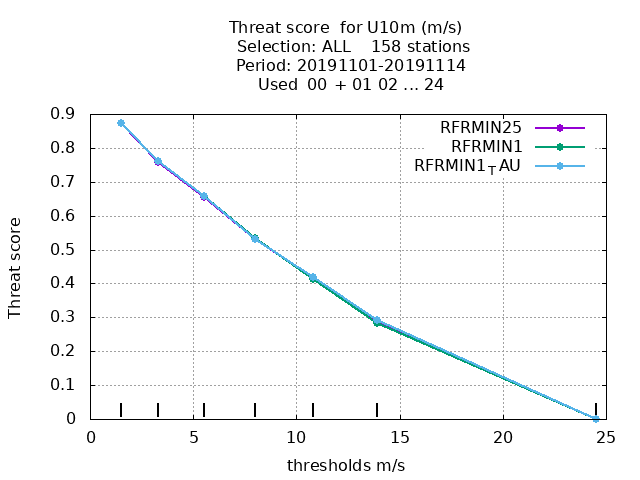 Threat score for U10m (m/s)
Selection: ALL 158 stations
Period: 20191101-20191114
Used 00 + 01 02 ... 24
RFRMIN25
RFRMIN1
RFRMIN1_TAU
0.9
0.8
0.7
0.6
0.5
0.4
0.3
0.2
0.1
0
Threat score
0 5 10 15 20 25
thresholds m/s